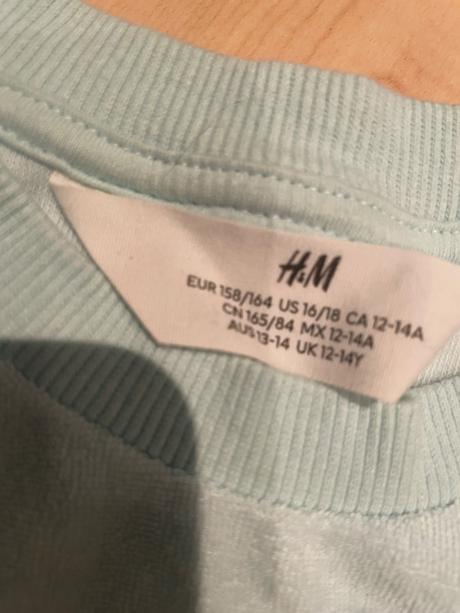 H&M
EUR 158/164 US 16/18 CA 12-14A
CN 165/84 MX 12-14A
AUS 13-14 UK 12-14Y